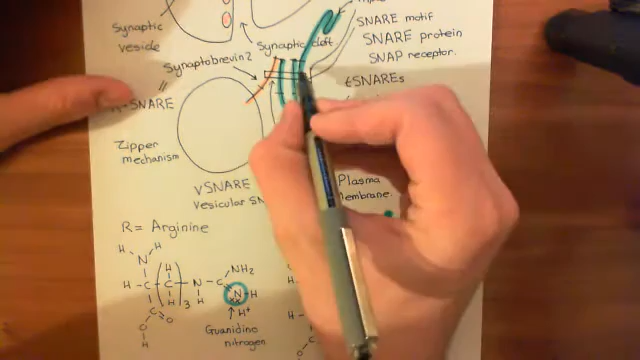 SNARE motif
Synaptic
vesicle
SNARE protein
Synaptic cleft.
SNAP receptor.
Synaptobrevin 2
tSNAREs
SNARE
Zipper
mechanism
vSNARE
Plasma
Membrane.
Vesicular
R = Arginine
H
H
N
H
NH2
H - C
C
N - C
N - H
H
H
3
H
C
O
H+
O
Guanidino
nitrogen
H